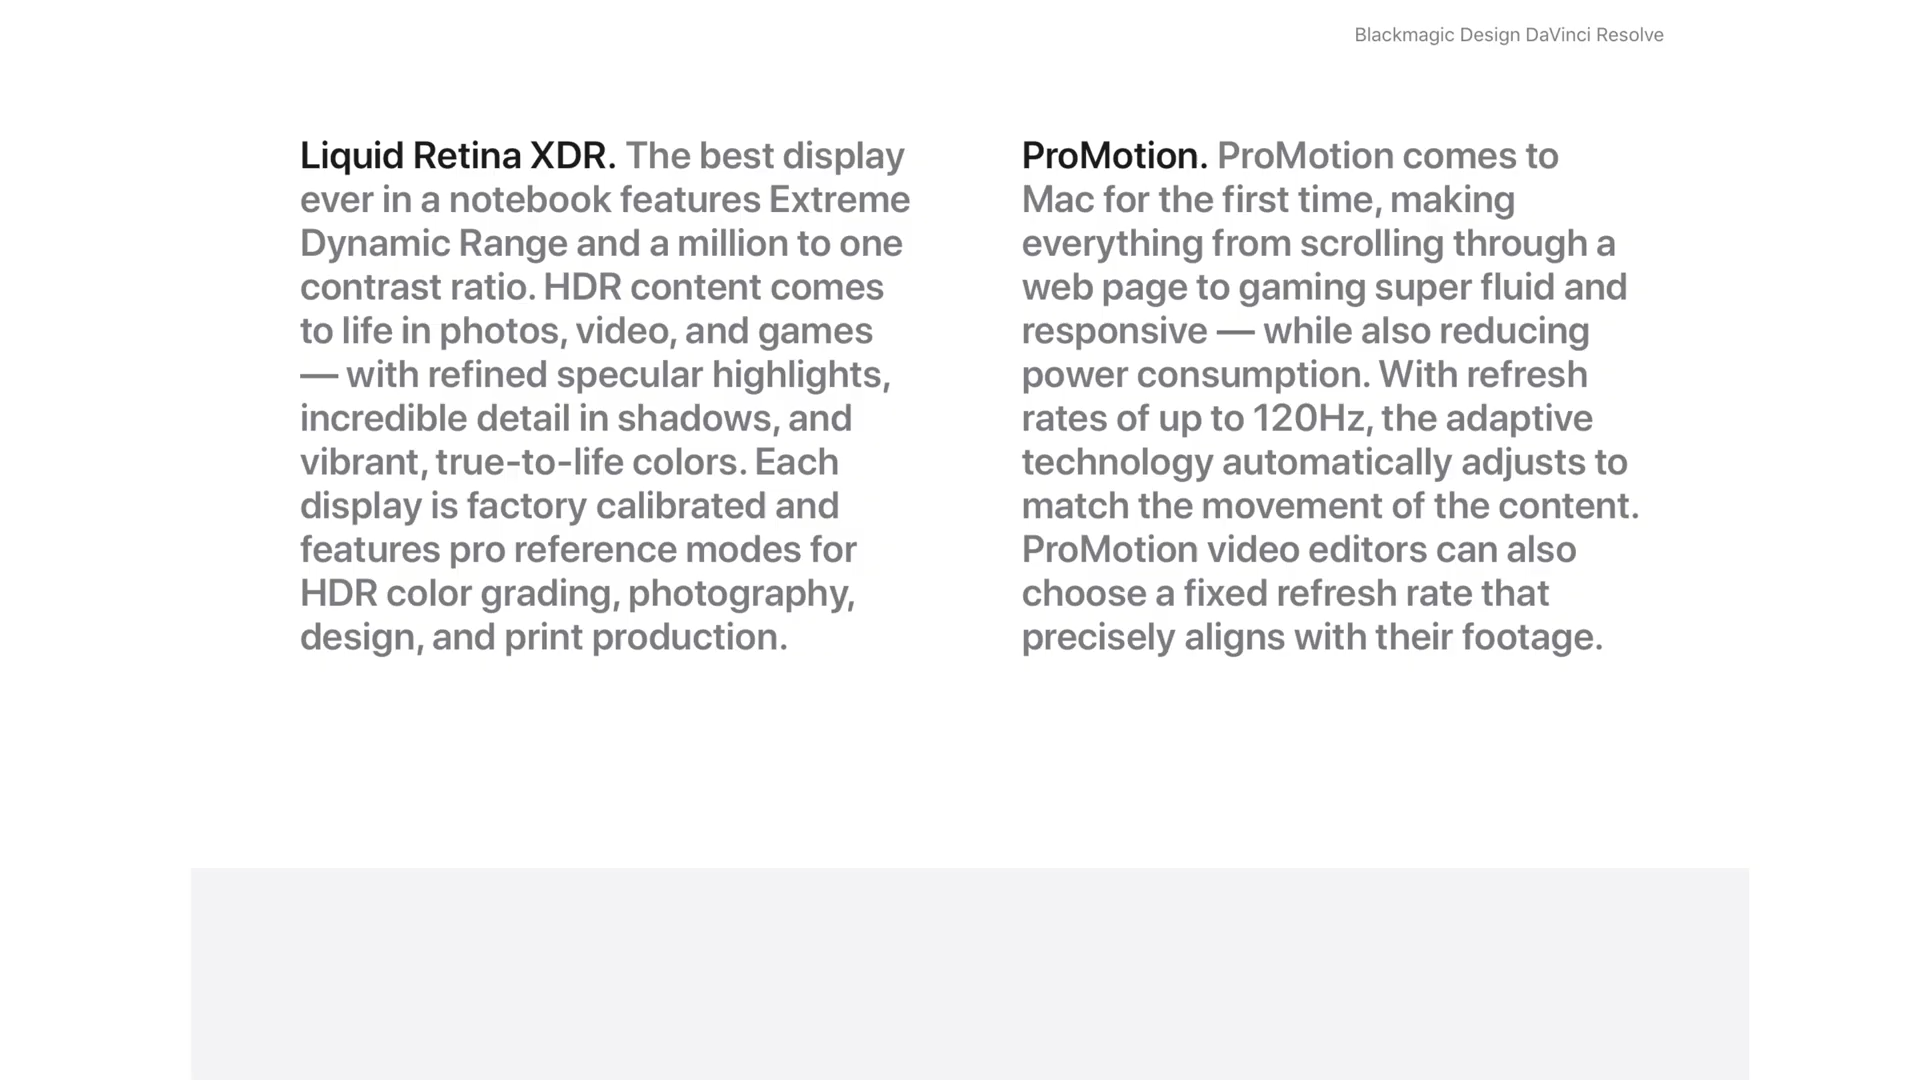 Blackmagic Design DaVinci Resolve
Liquid Retina XDR. The best display
ever in a notebook features Extreme
Dynamic Range and a million to one
contrast ratio. HDR content comes
to life in photos, video, and games
— with refined specular highlights,
incredible detail in shadows, and
vibrant, true-to-life colors. Each
display is factory calibrated and
features pro reference modes for
HDR color grading, photography,
design, and print production.
ProMotion. ProMotion comes to
Mac for the first time, making
everything from scrolling through a
web page to gaming super fluid and
responsive — while also reducing
power consumption. With refresh
rates of up to 120Hz, the adaptive
technology automatically adjusts to
match the movement of the content.
ProMotion video editors can also
choose a fixed refresh rate that
precisely aligns with their footage.